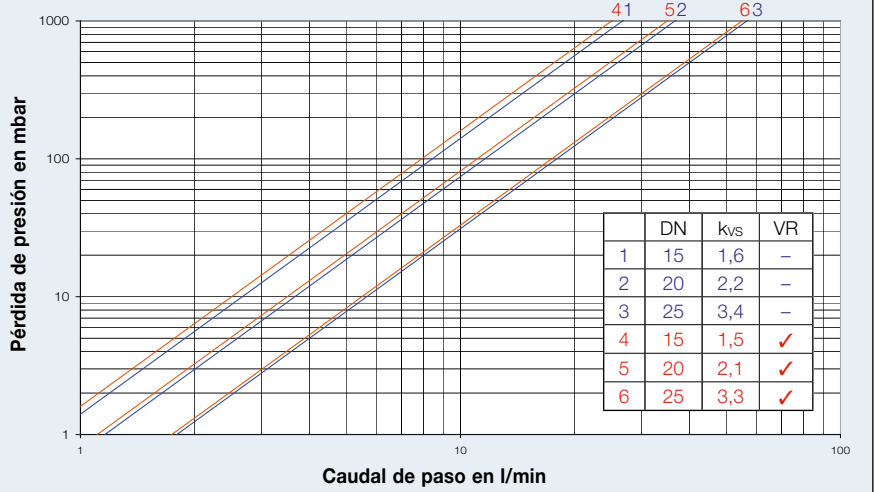 41 52 63
1000
100
10
1
1 10 100
Pérdida de presión en mbar
Caudal de paso en l/min
DN kvs VR
1 15 1,6 –
2 20 2,2 –
3 25 3,4 –
4 15 1,5 ✓
5 20 2,1 ✓
6 25 3,3 ✓